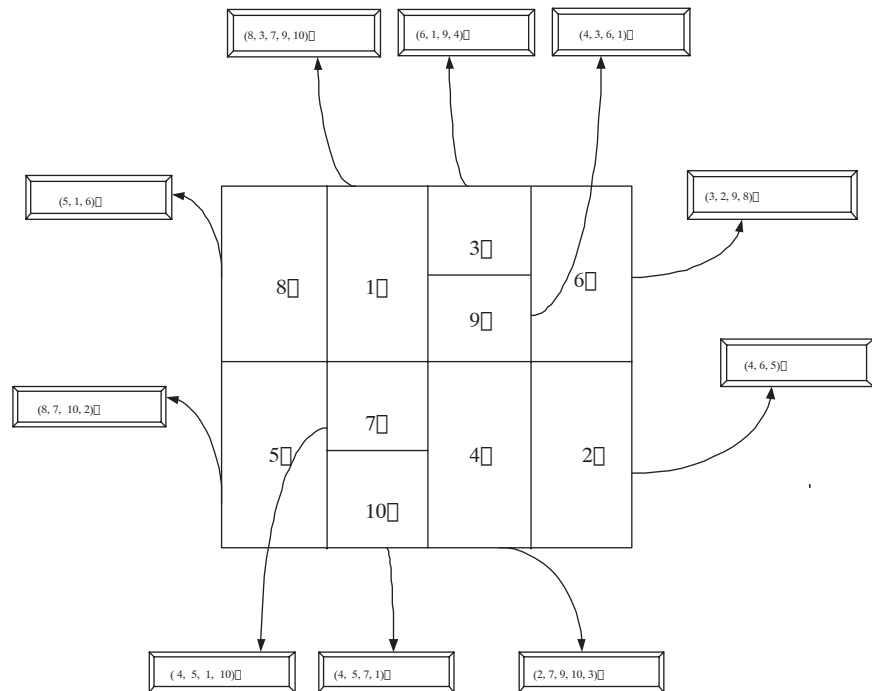 (8, 3, 7, 9, 10)▯
(6, 1, 9, 4)▯
(4, 3, 6, 1)▯
(5, 1, 6)▯
(3, 2, 9, 8)▯
3▯
8▯
1▯
6▯
9▯
(4, 6, 5)▯
(8, 7, 10, 2)▯
7▯
5▯
4▯
2▯
10▯
( 4, 5, 1, 10)▯
(4, 5, 7, 1)▯
(2, 7, 9, 10, 3)▯